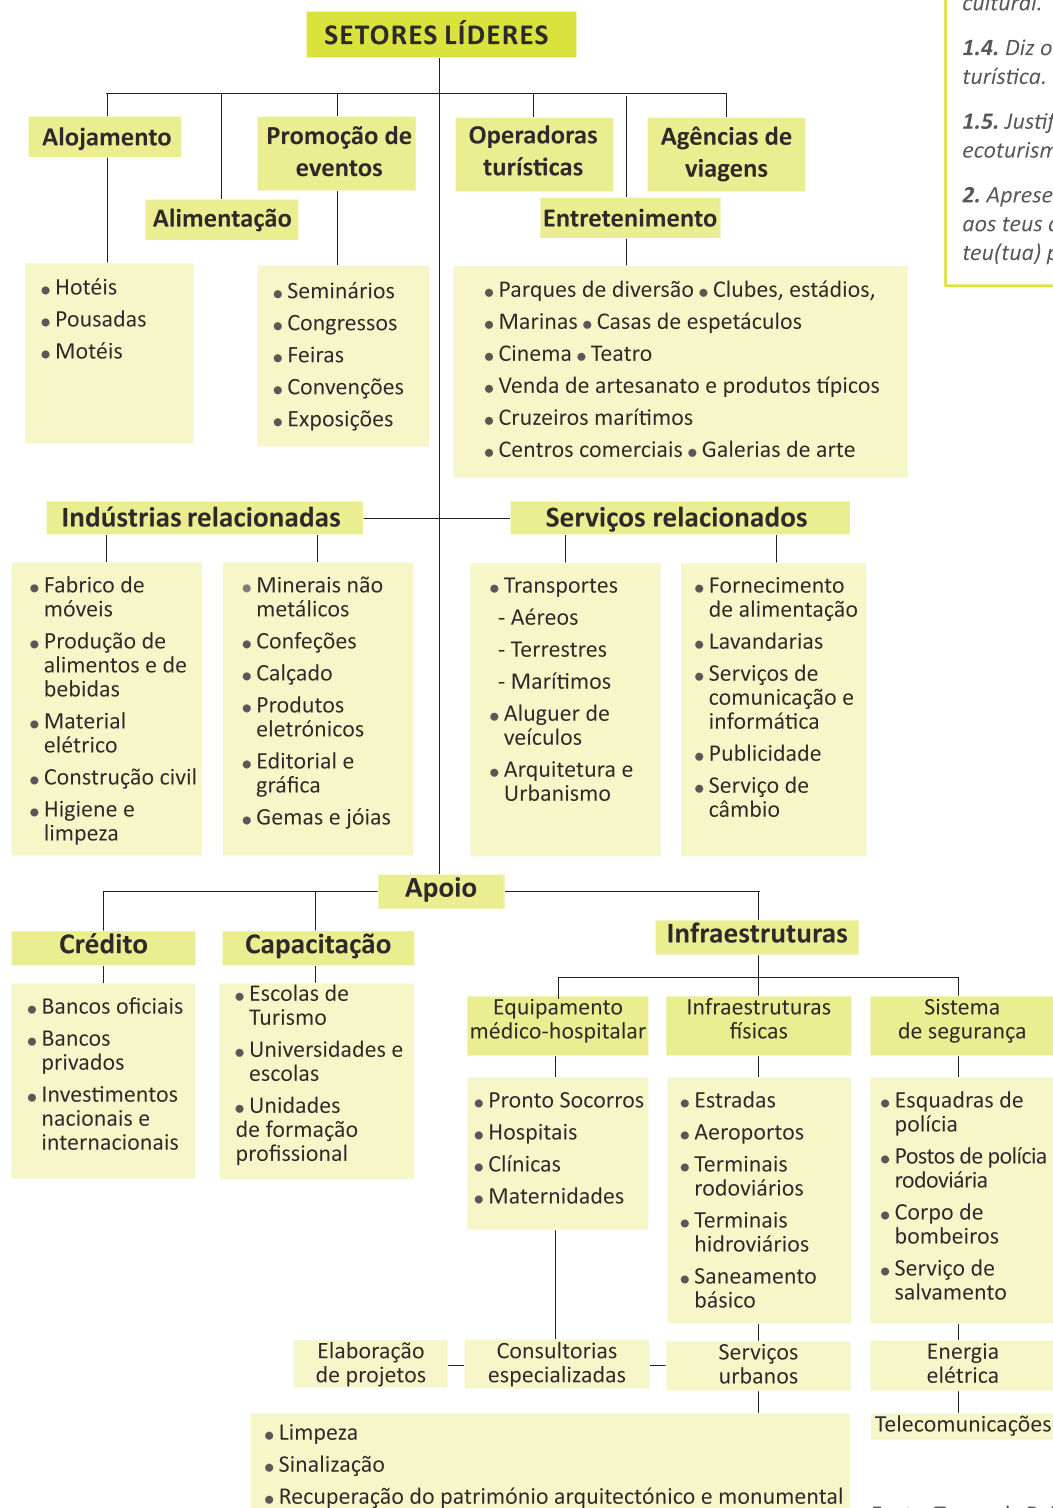 SETORES LÍDERES
Alojamento
Alimentação
Promoção de
eventos
Operadoras
turísticas
Entretenimento
Agências de
viagens
● Hotéis
● Pousadas
● Motéis
● Seminários
● Congressos
● Feiras
● Convenções
● Exposições
● Parques de diversão ● Clubes, estádios,
● Marinas ● Casas de espetáculos
● Cinema ● Teatro
● Venda de artesanato e produtos típicos
● Cruzeiros marítimos
● Centros comerciais ● Galerias de arte
Indústrias relacionadas
● Fabrico de
móveis
● Produção de
alimentos e de
bebidas
● Material
elétrico
● Construção civil
● Higiene e
limpeza
● Minerais não
metálicos
● Confeções
● Calçado
● Produtos
eletrónicos
● Editorial e
gráfica
● Gemas e jóias
Serviços relacionados
● Transportes
- Aéreos
- Terrestres
- Marítimos
● Aluguer de
veículos
● Arquitetura e
Urbanismo
● Fornecimento
de alimentação
● Lavandarias
● Serviços de
comunicação e
informática
● Publicidade
● Serviço de
câmbio
Apoio
Crédito
● Bancos oficiais
● Bancos
privados
● Investimentos
nacionais e
internacionais
Capacitação
● Escolas de
Turismo
● Universidades e
escolas
● Unidades
de formação
profissional
Infraestruturas
Equipamento
médico-hospitalar
● Pronto Socorros
● Hospitais
● Clínicas
● Maternidades
Infraestruturas
físicas
● Estradas
● Aeroportos
● Terminais
rodoviários
● Terminais
hidroviários
● Saneamento
básico
Sistema
de segurança
● Esquadras de
polícia
● Postos de polícia
rodoviária
● Corpo de
bombeiros
● Serviço de
salvamento
Elaboração
de projetos
Consultorias
especializadas
Serviços
urbanos
Energia
elétrica
Telecomunicações
● Limpeza
● Sinalização
● Recuperação do património arquitectónico e monumental
cultural.
1.4. Diz o
turística.
1.5.
ecoturism
2.
aos teus
teu(tua)